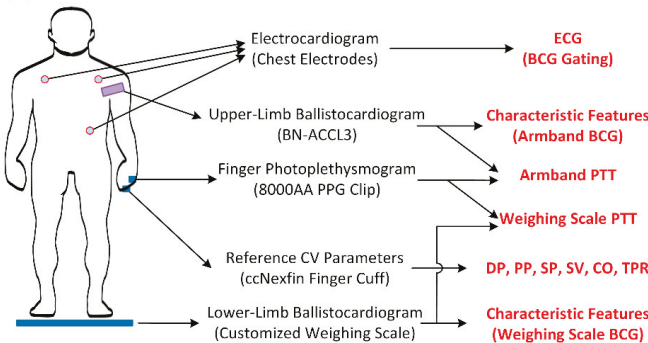 Electrocardiogram
(Chest Electrodes)
ECG
(BCG Gating)
Upper-Limb Ballistocardiogram
(BN-ACCL3)
Characteristic Features
(Armband BCG)
Finger Photoplethysmogram
(8000AA PPG Clip)
Armband PTT
Weighing Scale PTT
Reference CV Parameters
(ccNexfin Finger Cuff)
DP, PP, SP, SV, CO, TPR
Lower-Limb Ballistocardiogram
(Customized Weighing Scale)
Characteristic Features
(Weighing Scale BCG)